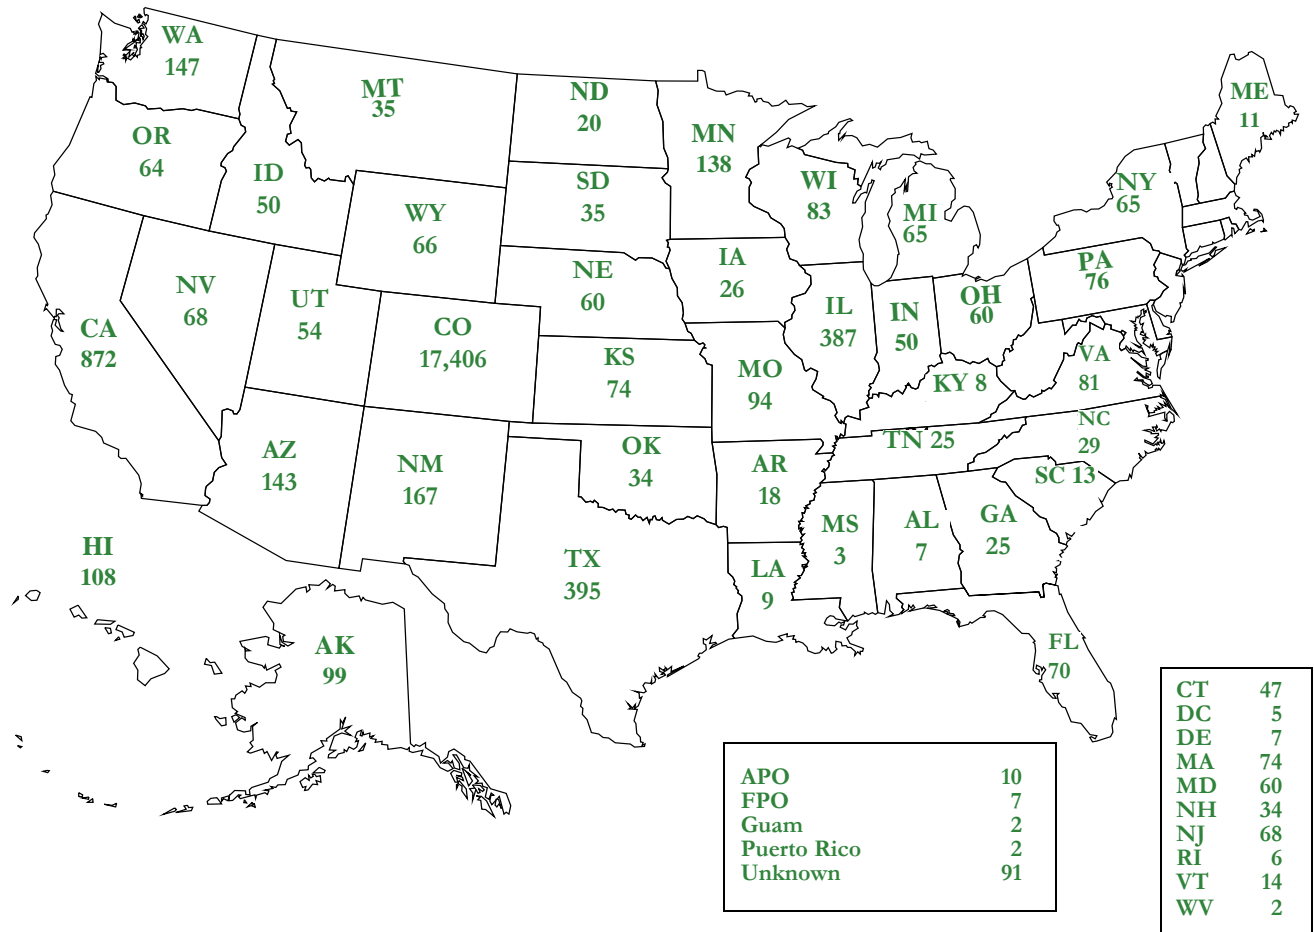 WA
147
MT
35
ND
20
MN
138
ME
11
OR
64
ID
50
SD
35
WI
83
MI
65
NY
65
WY
66
NE
60
IA
26
PA
76
NV
68
UT
54
CO
17,406
CA
872
KS
74
MO
94
IL
387
IN
50
OH
60
VA
81
KY 8
NC
29
TN 25
SC 13
AZ
143
NM
167
OK
34
AR
18
MS
3
AL
7
GA
25
HI
108
TX
395
LA
9
AK
99
FL
70
APO 10
FPO 7
Guam 2
Puerto Rico 2
Unknown 91
CT 47
DC 5
DE 7
MA 74
MD 60
NH 34
NJ 68
RI 6
VT 14
WV 2